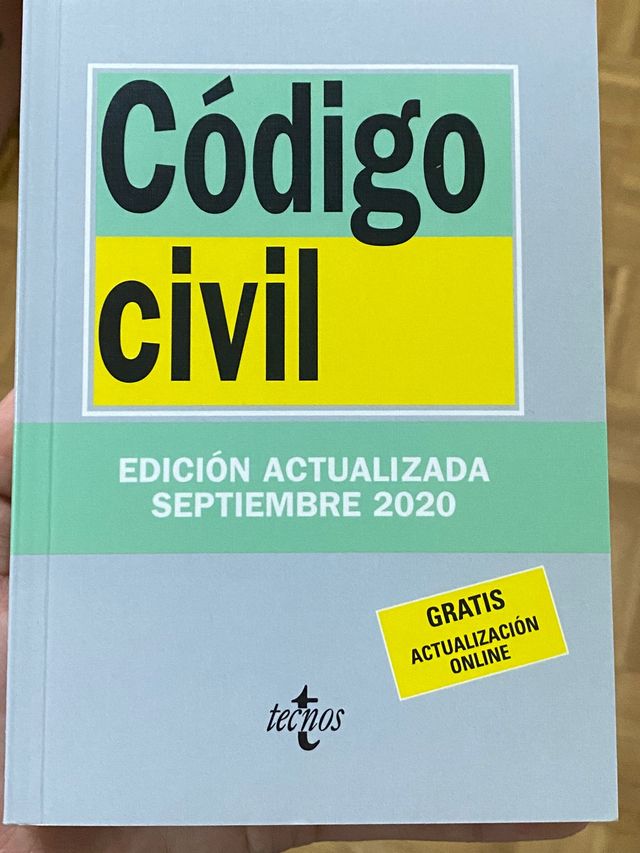 Código
civil
EDICIÓN ACTUALIZADA
SEPTIEMBRE 2020
GRATIS
ACTUALIZACIÓN
ONLINE
tecnos